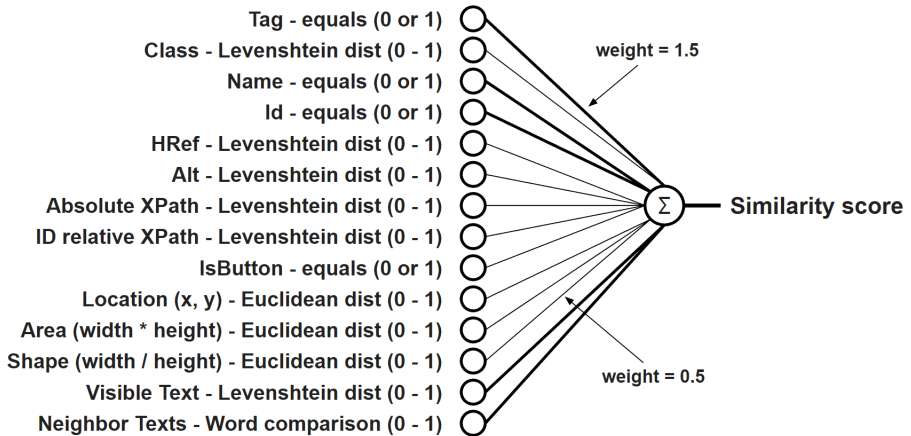 Tag - equals (0 or 1)
Class - Levenshtein dist (0 - 1)
Name - equals (0 or 1)
Id - equals (0 or 1)
HRef - Levenshtein dist (0 - 1)
Alt - Levenshtein dist (0 - 1)
Absolute XPath - Levenshtein dist (0 - 1)
ID relative XPath - Levenshtein dist (0 - 1)
IsButton - equals (0 or 1)
Location (x, y) - Euclidean dist (0 - 1)
Area (width * height) - Euclidean dist (0 - 1)
Shape (width / height) - Euclidean dist (0 - 1)
Visible Text - Levenshtein dist (0 - 1)
Neighbor Texts - Word comparison (0 - 1)
weight = 1.5
Σ
Similarity score
weight = 0.5